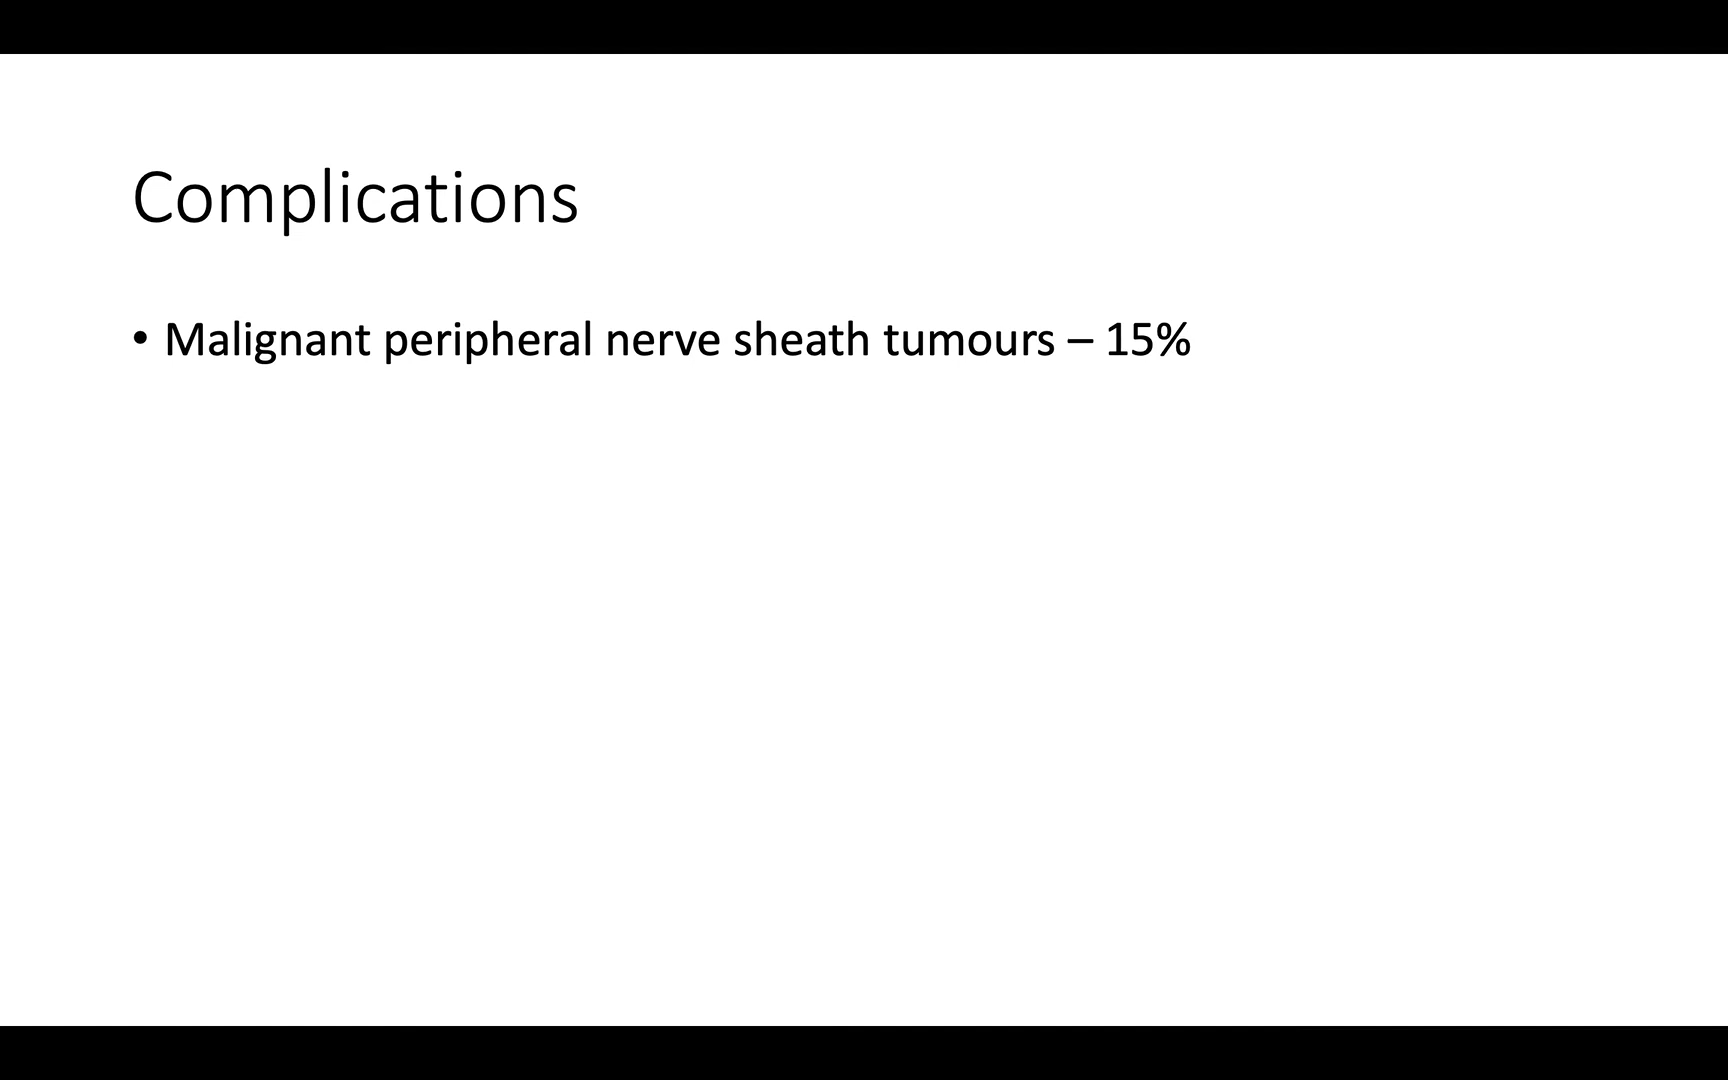 Complications
• Malignant peripheral nerve sheath tumours – 15%